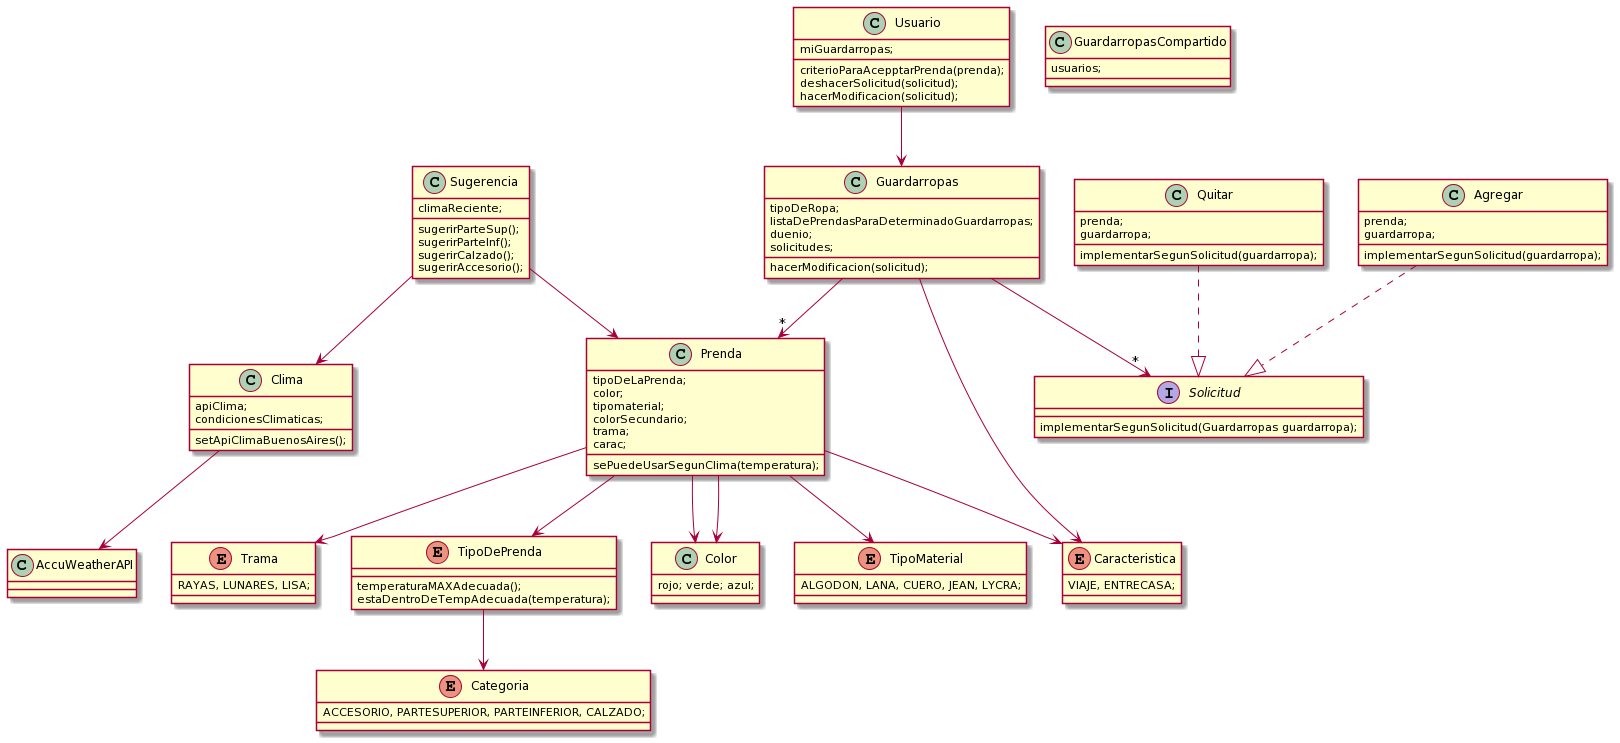 C Usuario
miGuardarropas;
criterioParaAcepptarPrenda(prenda);
deshacerSolicitud(solicitud);
hacerModificacion(solicitud);
C GuardarropasCompartido
usuarios;
C Sugerencia
climaReciente;
sugerirParteSup();
sugerirParteInf();
sugerirCalzado();
sugerirAccesorio();
C Guardarropas
tipoDeRopa;
listaDePrendasParaDeterminadoGuardarropas;
duenio;
solicitudes;
hacerModificacion(solicitud);
C Quitar
prenda;
guardarropa;
implementarSegunSolicitud(guardarropa);
C Agregar
prenda;
guardarropa;
implementarSegunSolicitud(guardarropa);
*
*
C Clima
apiClima;
condicionesClimaticas;
setApiClimaBuenosAires();
C Prenda
tipoDeLaPrenda;
color;
tipomaterial;
colorSecundario;
trama;
carac;
sePuedeUsarSegunClima(temperatura);
I Solicitud
implementarSegunSolicitud(Guardarropas guardarropa);
C AccuWeatherAPI
E Trama
RAYAS, LUNARES, LISA;
E TipoDePrenda
temperaturaMAXAdecuada();
estaDentroDeTempAdecuada(temperatura);
C Color
rojo; verde; azul;
E TipoMaterial
ALGODON, LANA, CUERO, JEAN, LYCRA;
E Caracteristica
VIAJE, ENTRECASA;
E Categoria
ACCESORIO, PARTESUPERIOR, PARTEINFERIOR, CALZADO;